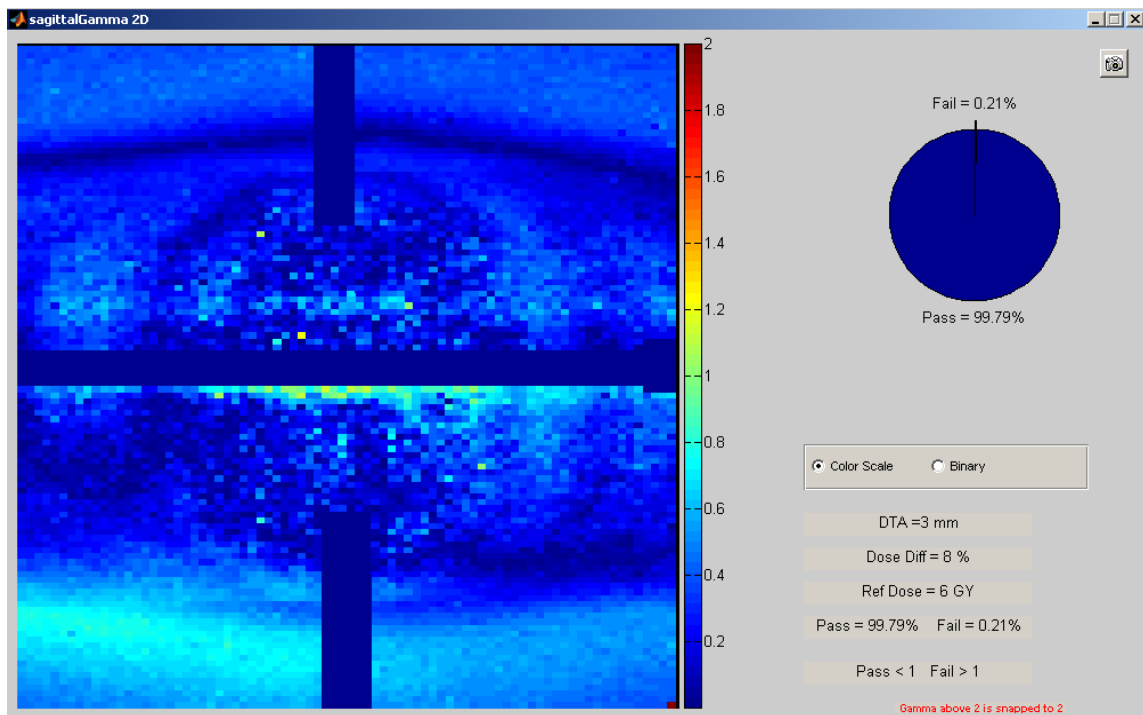 sagittalGamma 2D
2
1.8
1.6
1.4
1.2
1
0.8
0.6
0.4
0.2
Fail = 0.21%
Pass = 99.79%
Color Scale Binary
DTA =3 mm
Dose Diff = 8 %
Ref Dose = 6 GY
Pass = 99.79% Fail = 0.21%
Pass < 1 Fail > 1
Gamma above 2 is snapped to 2